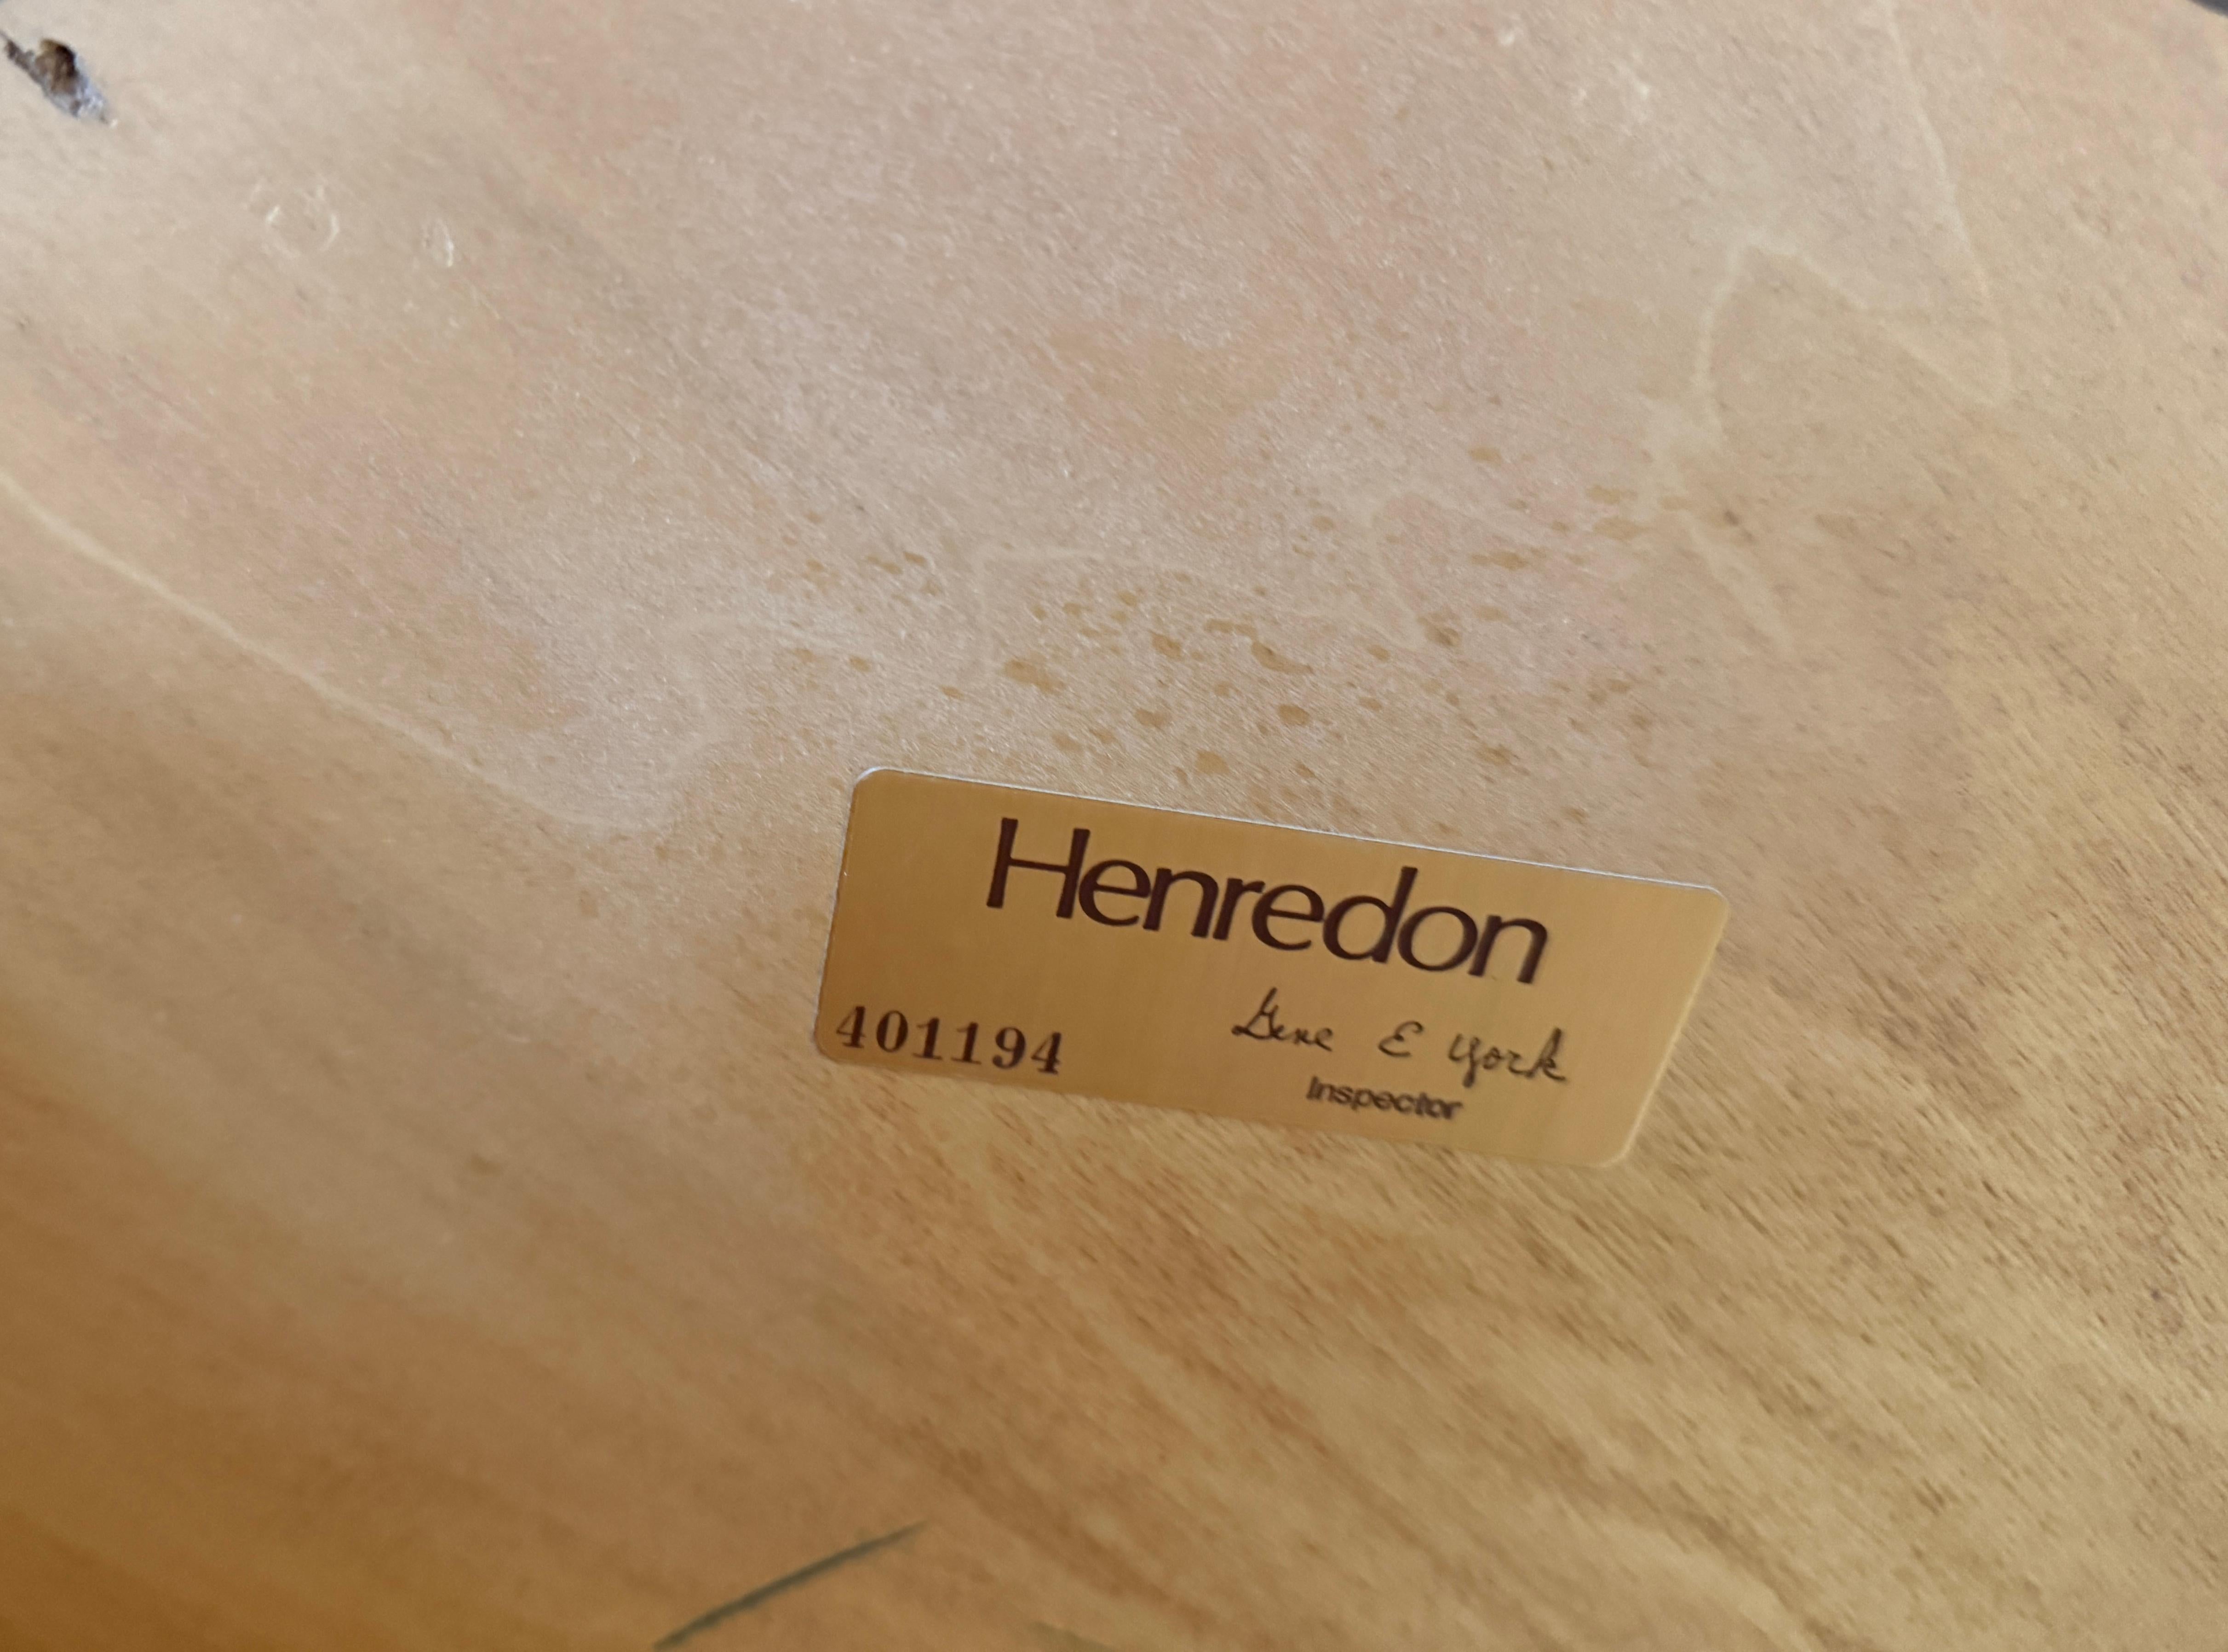 Henredon
401194 Gene E York
Inspector